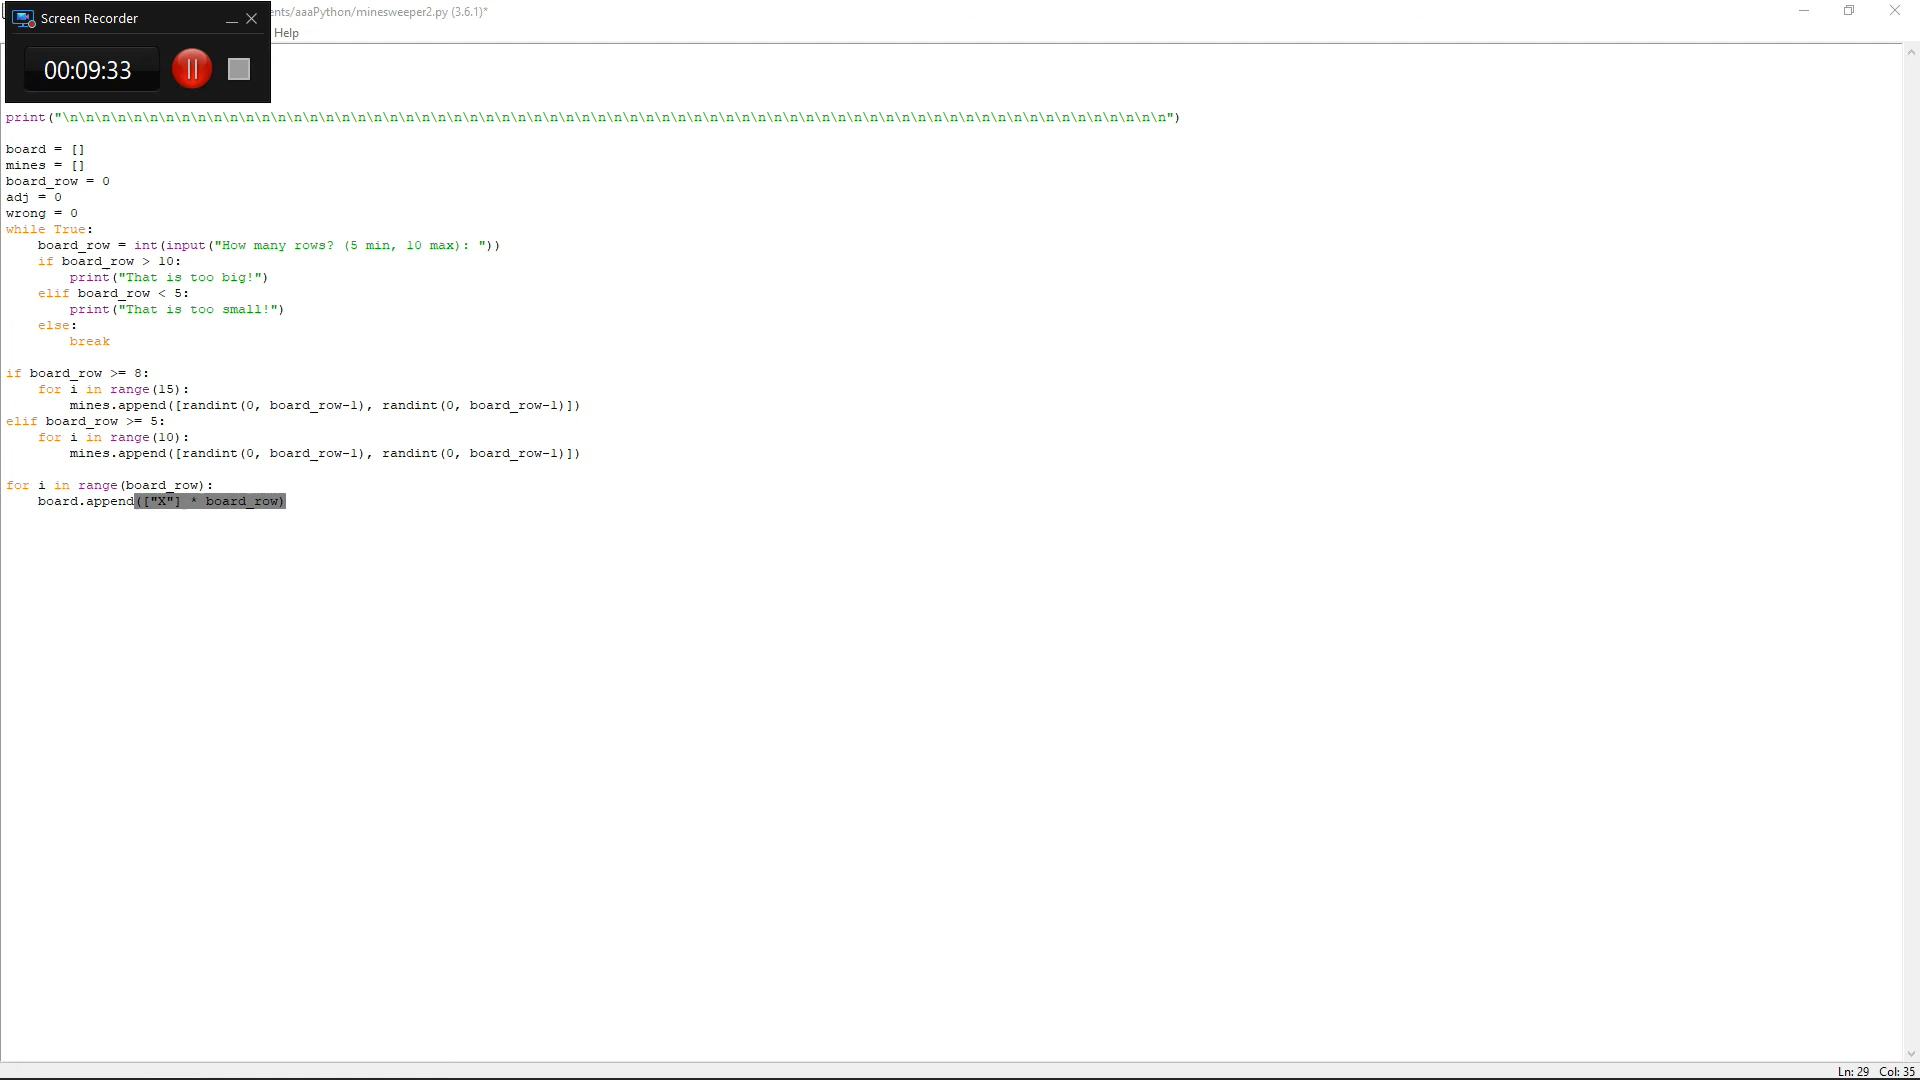 Screen Recorder
ents/aaaPython/minesweeper2.py (3.6.1)*
Help
00:09:33
print("\n\n\n\n\n\n\n\n\n\n\n\n\n\n\n\n\n\n\n\n\n\n\n\n\n\n\n\n\n\n\n\n\n\n\n\n\n\n\n\n\n\n\n\n\n\n\n\n\n\n\n\n\n\n\n\n\n\n\n\n\n\n\n\n\n\n\n\n\n")
board = []
mines = []
board_row = 0
adj = 0
wrong = 0
while True:
    board_row = int(input("How many rows? (5 min, 10 max): "))
    if board_row > 10:
        print("That is too big!")
    elif board_row < 5:
        print("That is too small!")
    else:
        break
if board_row >= 8:
    for i in range(15):
        mines.append([randint(0, board_row-1), randint(0, board_row-1)])
elif board_row >= 5:
    for i in range(10):
        mines.append([randint(0, board_row-1), randint(0, board_row-1)])
for i in range(board_row):
    board.append(["X"] * board_row)
Ln: 29 Col: 35